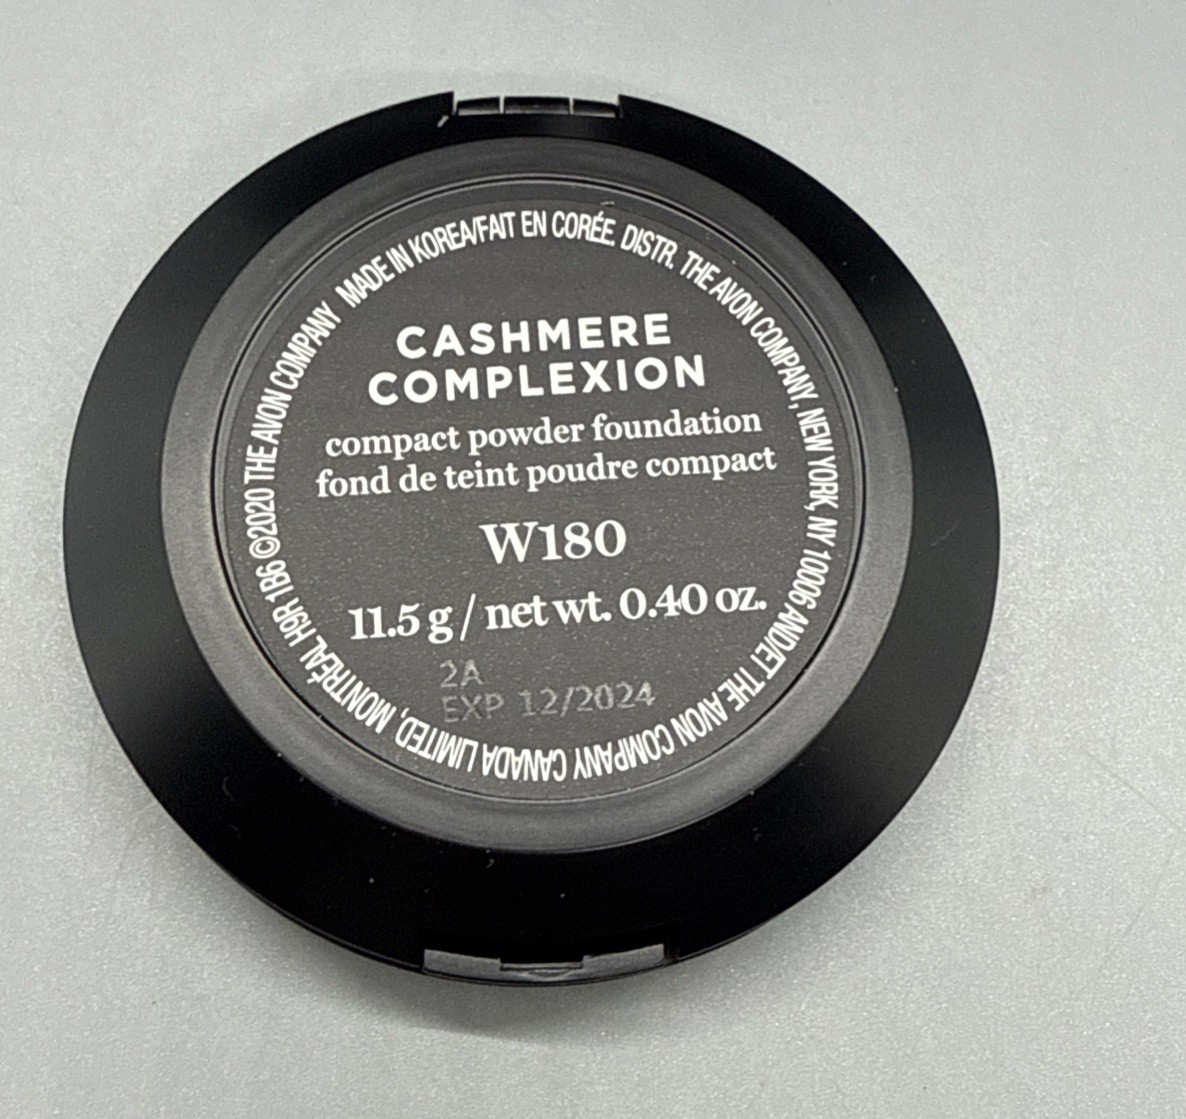 CASHMERE
COMPLEXION
compact powder foundation
fond de teint poudre compact
W180
11.5 g / net wt. 0.40 oz.
2A
EXP 12/2024
MADE IN KOREA/FAIT EN CORÉE. DISTR. THE AVON COMPANY, NEW YORK, NY 10006 AND/ET THE AVON COMPANY CANADA LIMITED, MONTRÉAL H9R 1B6 ©2020 THE AVON COMPANY